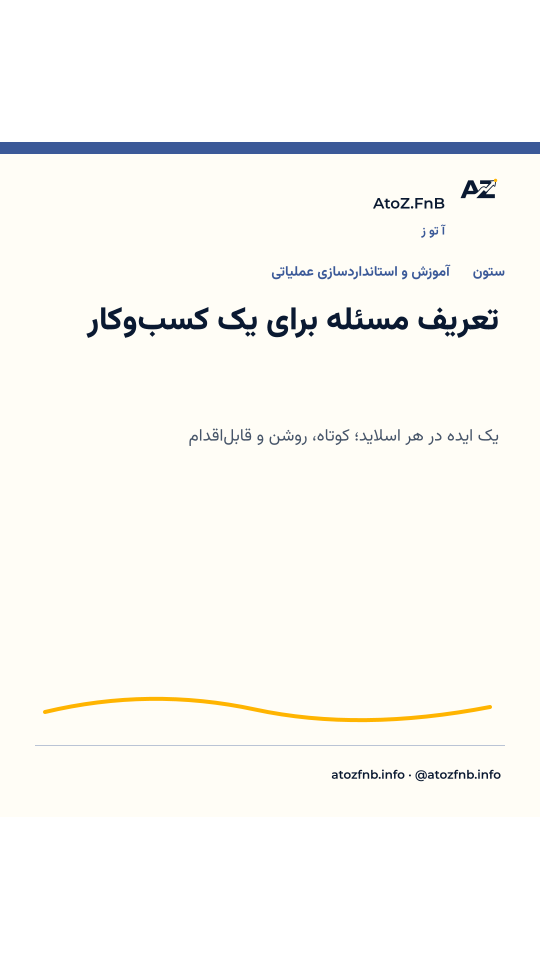 AZ
AtoZ.FnB
آ تو ز
ستون آموزش و استانداردسازی عملیاتی
تعریف مسئله برای یک کسب‌وکار
یک ایده در هر اسلاید؛ کوتاه، روشن و قابل‌اقدام
atozfnb.info · @atozfnb.info